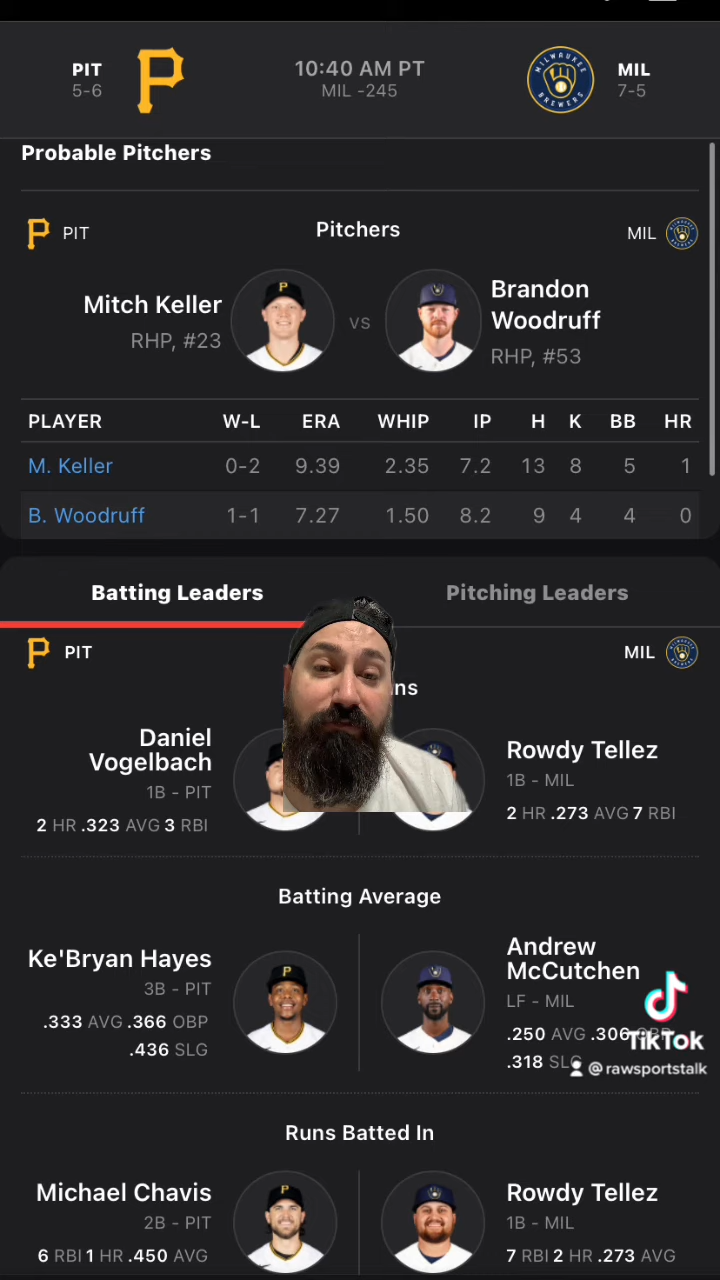 PIT
5-6
10:40 AM PT
MIL -245
MIL
7-5
Probable Pitchers
PIT
Pitchers
MIL
Mitch Keller
RHP, #23
VS
Brandon
Woodruff
RHP, #53
PLAYER W-L ERA WHIP IP H K BB HR
M. Keller 0-2 9.39 2.35 7.2 13 8 5 1
B. Woodruff 1-1 7.27 1.50 8.2 9 4 4 0
Batting Leaders
Pitching Leaders
PIT
MIL
ns
Daniel
Vogelbach
1B - PIT
2 HR .323 AVG 3 RBI
Rowdy Tellez
1B - MIL
2 HR .273 AVG 7 RBI
Batting Average
Ke'Bryan Hayes
3B - PIT
.333 AVG .366 OBP
.436 SLG
Andrew
McCutchen
LF - MIL
.250 AVG .306 OBP
.318 SLG
TikTok
@rawsportstalk
Runs Batted In
Michael Chavis
2B - PIT
6 RBI 1 HR .450 AVG
Rowdy Tellez
1B - MIL
7 RBI 2 HR .273 AVG